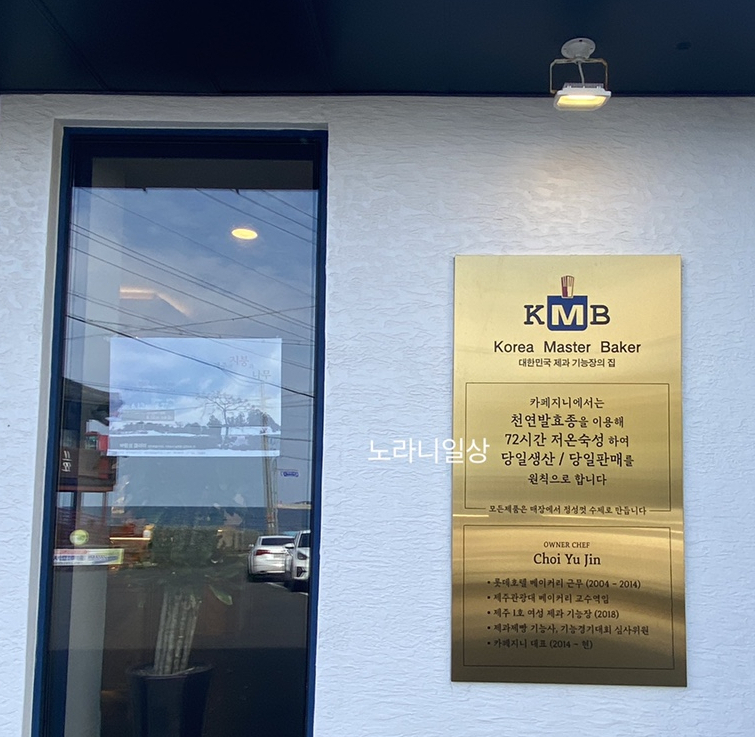 KMB
Korea Master Baker
대한민국 제과 기능장의 집
카페지니에서는
천연발효종을 이용해
72시간 저온숙성 하여
당일생산 / 당일판매를
원칙으로 합니다
모든제품은 매장에서 정성껏 수제로 만듭니다
OWNER CHEF
Choi Yu Jin
• 롯데호텔 베이커리 근무 (2004 ~ 2014)
• 제주관광대 베이커리 교수역임
• 제주 1호 여성 제과 기능장 (2018)
• 제과제빵 기능사, 기능경기대회 심사위원
• 카페지니 대표 (2014 ~ 현)
노라니일상